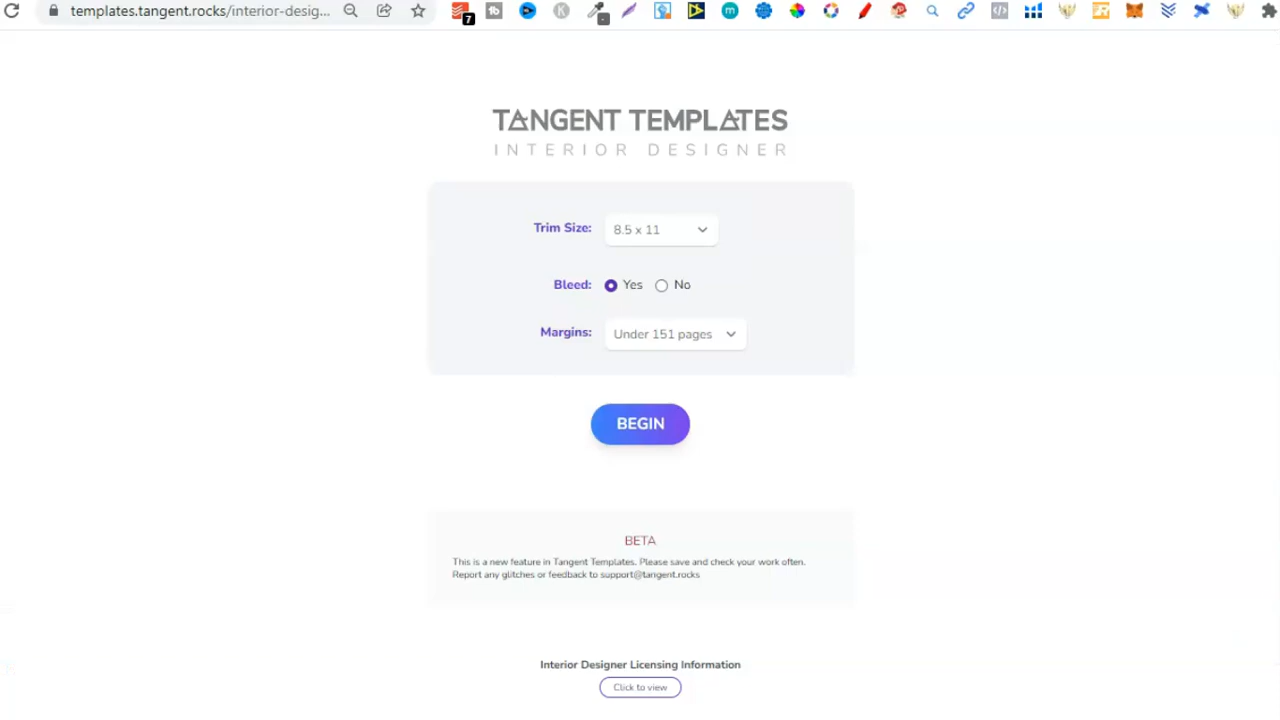 templates.tangent.rocks/interior-desig...
7
TANGENT TEMPLATES
INTERIOR DESIGNER
Trim Size: 8.5 x 11
Bleed: Yes No
Margins: Under 151 pages
BEGIN
BETA
This is a new feature in Tangent Templates. Please save and check your work often.
Report any glitches or feedback to support@tangent.rocks
Interior Designer Licensing Information
Click to view